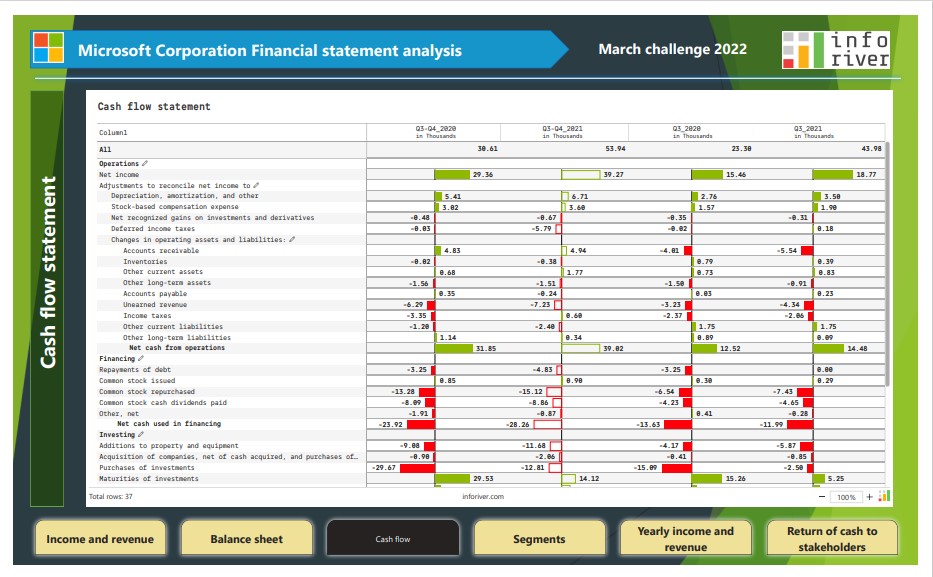 Microsoft Corporation Financial statement analysis March challenge 2022 info river
Cash flow statement
Cash flow statement
Column1 Q3-Q4_2020 in Thousands Q3-Q4_2021 in Thousands Q3_2020 in Thousands Q3_2021 in Thousands
All 30.61 53.94 23.30 43.98
Operations
Net income 29.36 39.27 15.46 18.77
Adjustments to reconcile net income to
Depreciation, amortization, and other 5.41 6.71 2.76 3.50
Stock-based compensation expense 3.02 3.60 1.57 1.90
Net recognized gains on investments and derivatives -0.48 -0.67 -0.35 -0.31
Deferred income taxes -0.03 -5.79 -0.02 0.18
Changes in operating assets and liabilities:
Accounts receivable 4.83 4.94 -4.01 -5.54
Inventories -0.02 -0.38 0.79 0.39
Other current assets 0.68 1.77 0.73 0.83
Other long-term assets -1.56 -1.51 -1.50 -0.91
Accounts payable 0.35 -0.24 0.03 0.23
Unearned revenue -6.29 -7.23 -3.23 -4.34
Income taxes -3.35 0.60 -2.37 -2.06
Other current liabilities -1.20 -2.40 1.75 1.75
Other long-term liabilities 1.14 0.34 0.89 0.09
Net cash from operations 31.85 39.02 12.52 14.48
Financing
Repayments of debt -3.25 -4.83 -3.25 0.00
Common stock issued 0.85 0.90 0.30 0.29
Common stock repurchased -13.28 -15.12 -6.54 -7.43
Common stock cash dividends paid -8.09 -8.86 -4.23 -4.65
Other, net -1.91 -0.87 0.41 -0.28
Net cash used in financing -23.92 -28.26 -13.63 -11.99
Investing
Additions to property and equipment -9.08 -11.68 -4.17 -5.87
Acquisition of companies, net of cash acquired, and purchases of… -0.90 -2.06 -0.41 -0.85
Purchases of investments -29.67 -12.81 -15.09 -2.50
Maturities of investments 29.53 14.12 15.26 5.25
Total rows: 37 inforiver.com − 100% +
Income and revenue Balance sheet Cash flow Segments Yearly income and revenue Return of cash to stakeholders